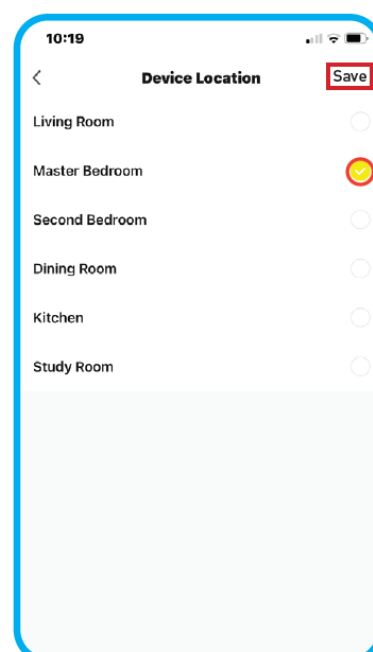 10:19
Device Location Save
Living Room
Master Bedroom
Second Bedroom
Dining Room
Kitchen
Study Room